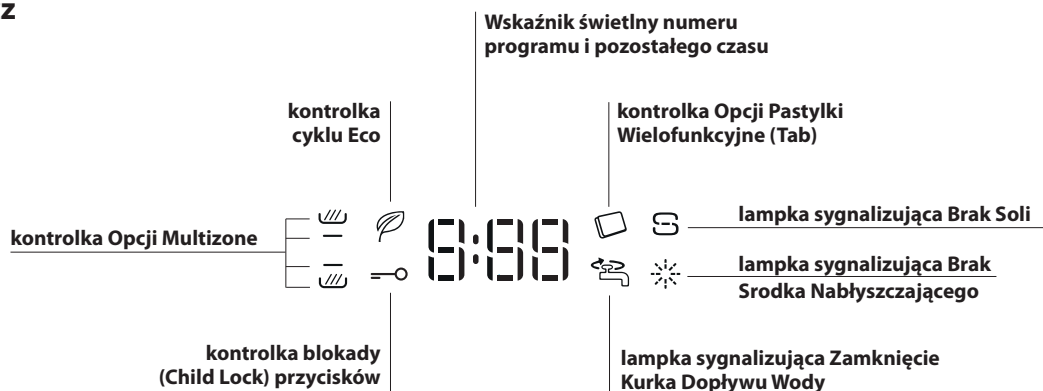 z
Wskaźnik świetlny numeru
programu i pozostałego czasu
kontrolka
cyklu Eco
kontrolka Opcji Pastylki
Wielofunkcyjne (Tab)
kontrolka Opcji Multizone
8:88
lampka sygnalizująca Brak Soli
lampka sygnalizująca Brak
Srodka Nabłyszczającego
kontrolka blokady
(Child Lock) przycisków
lampka sygnalizująca Zamknięcie
Kurka Dopływu Wody